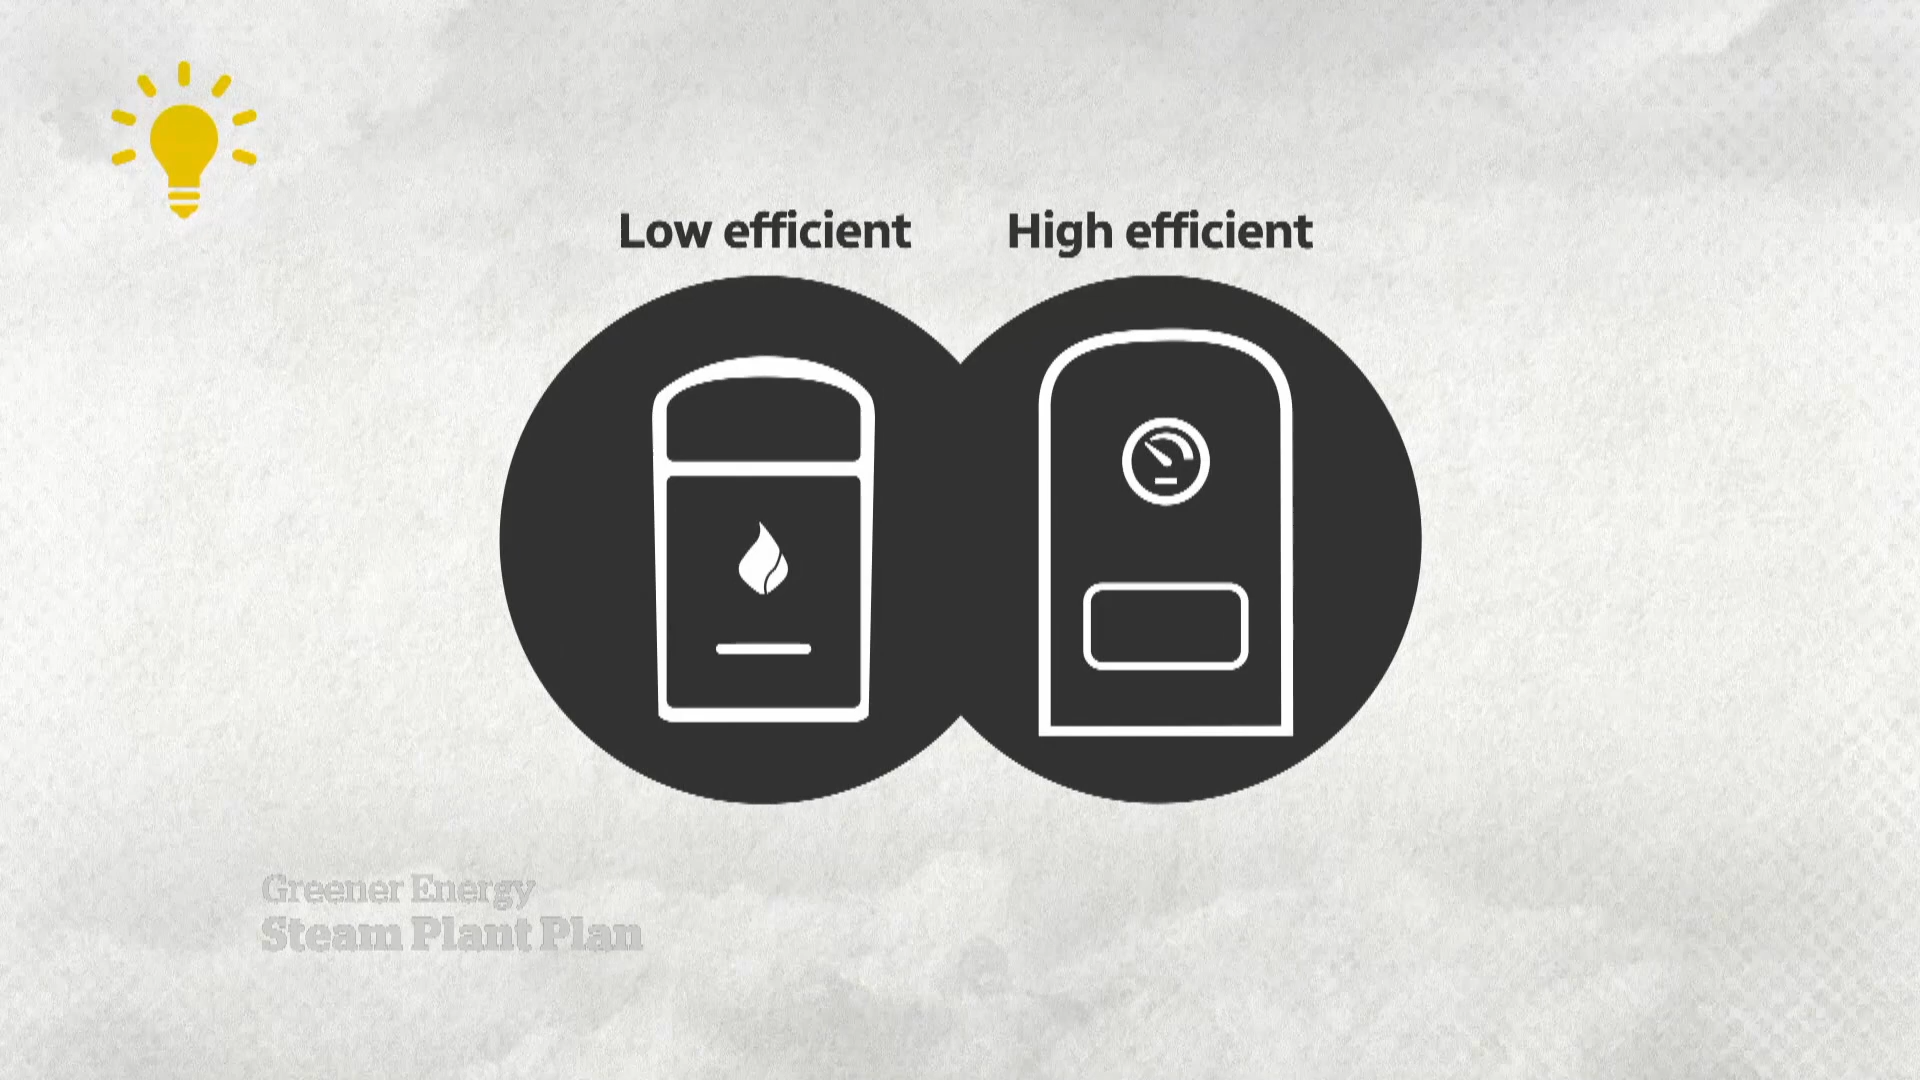 Low efficient
High efficient
Greener Energy
Steam Plant Plan